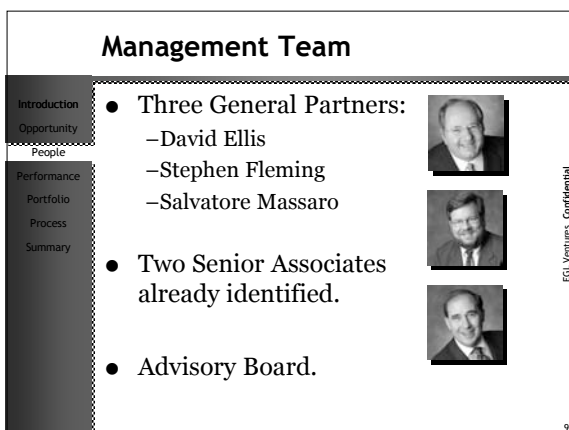 Management Team
Introduction
Opportunity
People
Performance
Portfolio
Process
Summary
● Three General Partners:
–David Ellis
–Stephen Fleming
–Salvatore Massaro
● Two Senior Associates
already identified.
● Advisory Board.
EGL Ventures Confidential
9